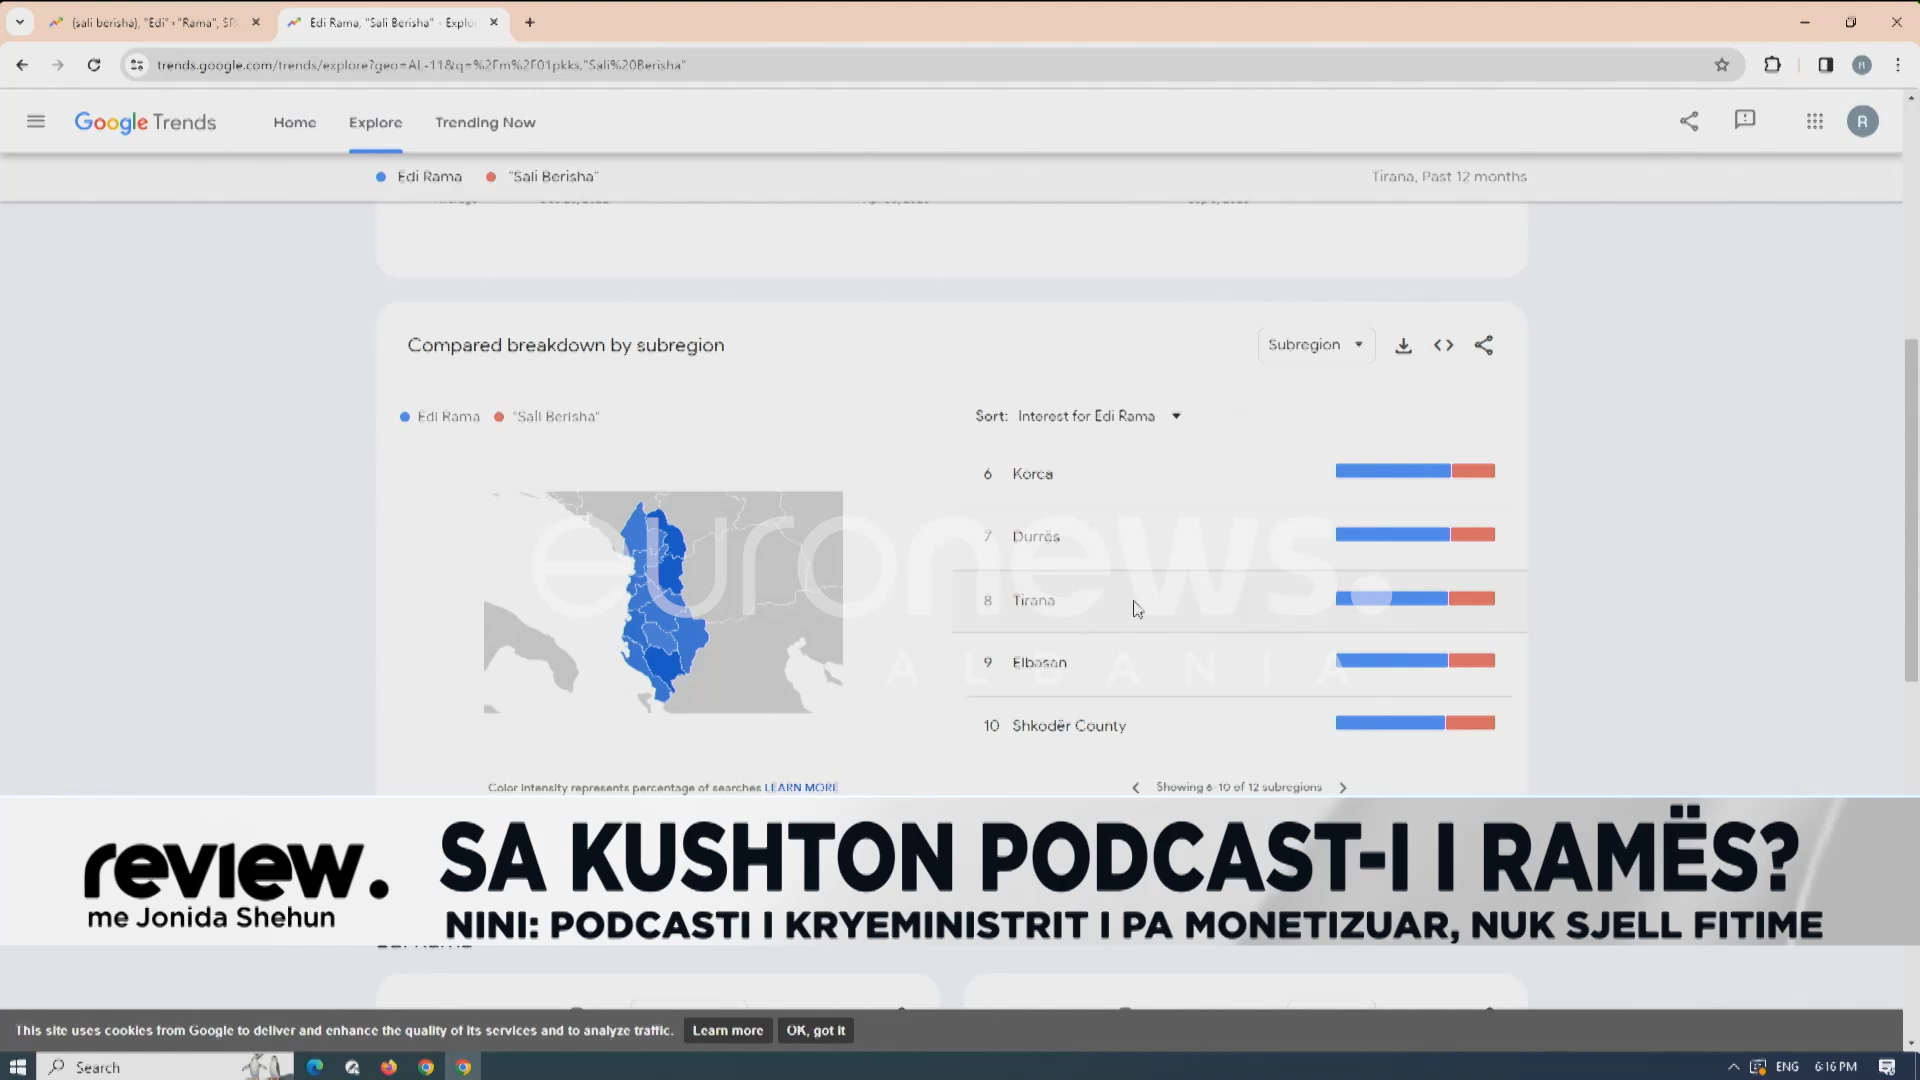 (sali berisha), "Edi"+"Rama", SP
Edi Rama, "Sali Berisha" - Explo
trends.google.com/trends/explore?geo=AL-11&q=%2Fm%2F01pkks,"Sali%20Berisha"
Google Trends
Home
Explore
Trending Now
R
Edi Rama
"Sali Berisha"
Tirana, Past 12 months
Compared breakdown by subregion
Subregion
Edi Rama
"Sali Berisha"
Sort: Interest for Edi Rama
6 Korca
7 Durrës
8 Tirana
9 Elbasan
10 Shkodër County
euronews.
ALBANIA
Color intensity represents percentage of searches LEARN MORE
Showing 6-10 of 12 subregions
review.
me Jonida Shehun
SA KUSHTON PODCAST-I I RAMËS?
NINI: PODCASTI I KRYEMINISTRIT I PA MONETIZUAR, NUK SJELL FITIME
This site uses cookies from Google to deliver and enhance the quality of its services and to analyze traffic.
Learn more
OK, got it
Search
ENG
6:16 PM